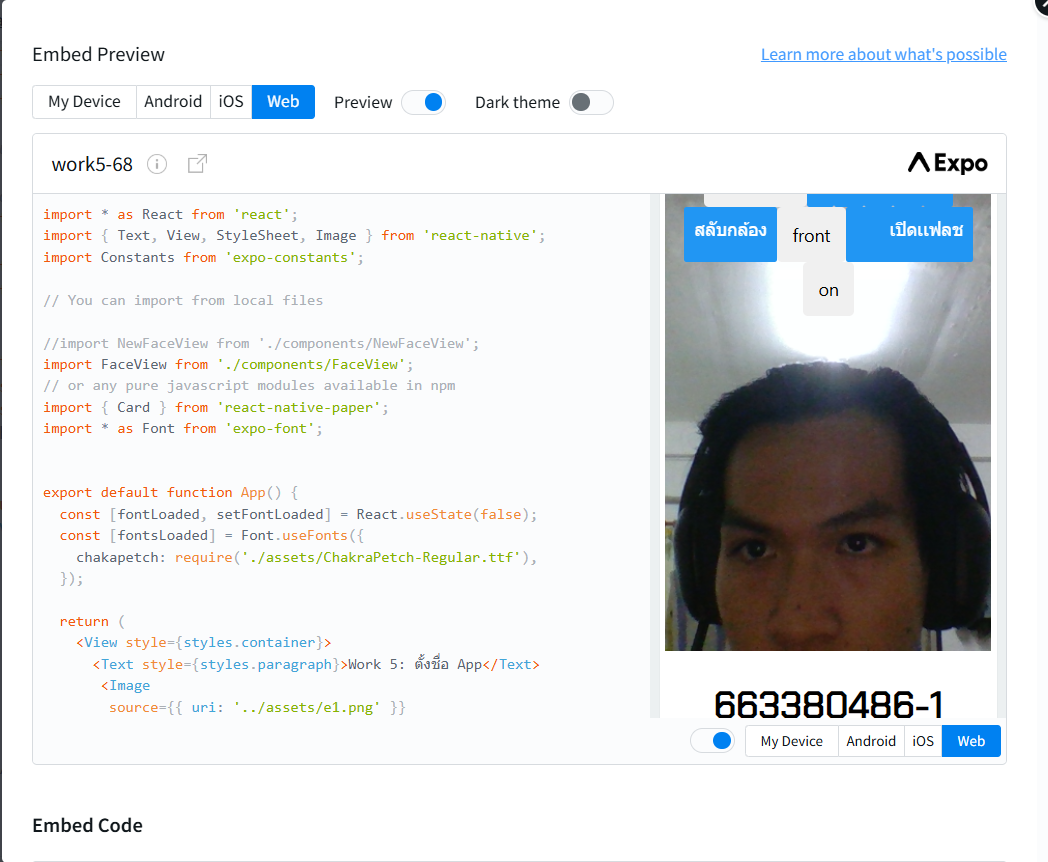 Embed Preview
Learn more about what's possible
My Device Android iOS Web Preview Dark theme
work5-68
Expo
import * as React from 'react';
import { Text, View, StyleSheet, Image } from 'react-native';
import Constants from 'expo-constants';
// You can import from local files
//import NewFaceView from './components/NewFaceView';
import FaceView from './components/FaceView';
// or any pure javascript modules available in npm
import { Card } from 'react-native-paper';
import * as Font from 'expo-font';
export default function App() {
const [fontLoaded, setFontLoaded] = React.useState(false);
const [fontsLoaded] = Font.useFonts({
chakapetch: require('./assets/ChakraPetch-Regular.ttf'),
});
return (
<View style={styles.container}>
<Text style={styles.paragraph}>Work 5: ตั้งชื่อ App</Text>
<Image
source={{ uri: '../assets/e1.png' }}
สลับกล้อง front เปิดแฟลช
on
663380486-1
My Device Android iOS Web
Embed Code